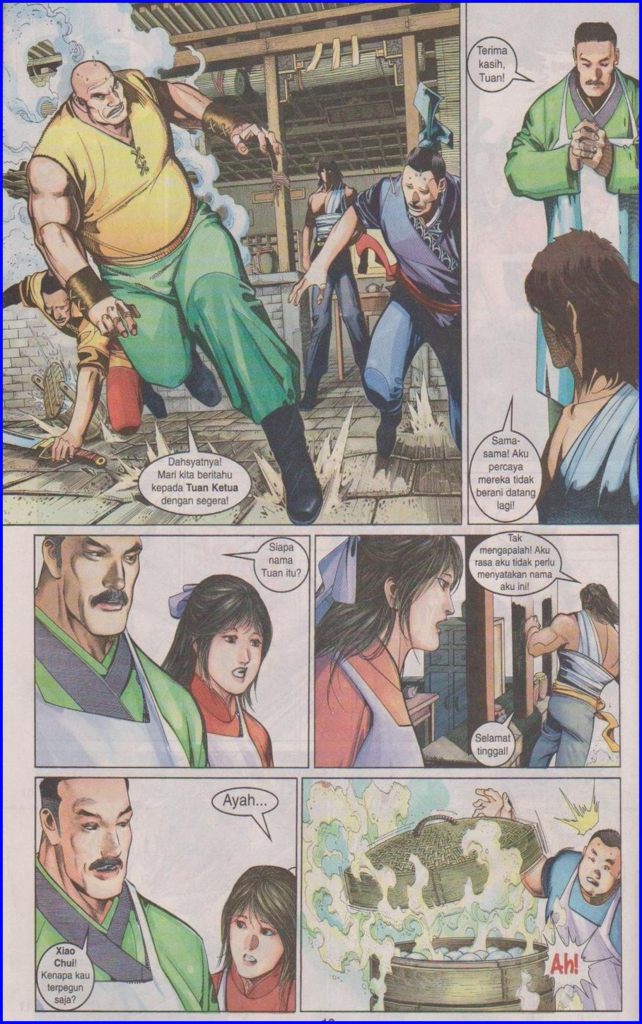 Dahsyatnya!
Mari kita beritahu
kepada Tuan Ketua
dengan segera!
Terima
kasih,
Tuan!
Sama-
sama! Aku
percaya
mereka tidak
berani datang
lagi!
Siapa
nama
Tuan itu?
Tak
mengapalah! Aku
rasa aku tidak perlu
menyatakan nama
aku ini!
Selamat
tinggal!
Ayah...
Xiao
Chui!
Kenapa kau
terpegun
saja?
Ah!